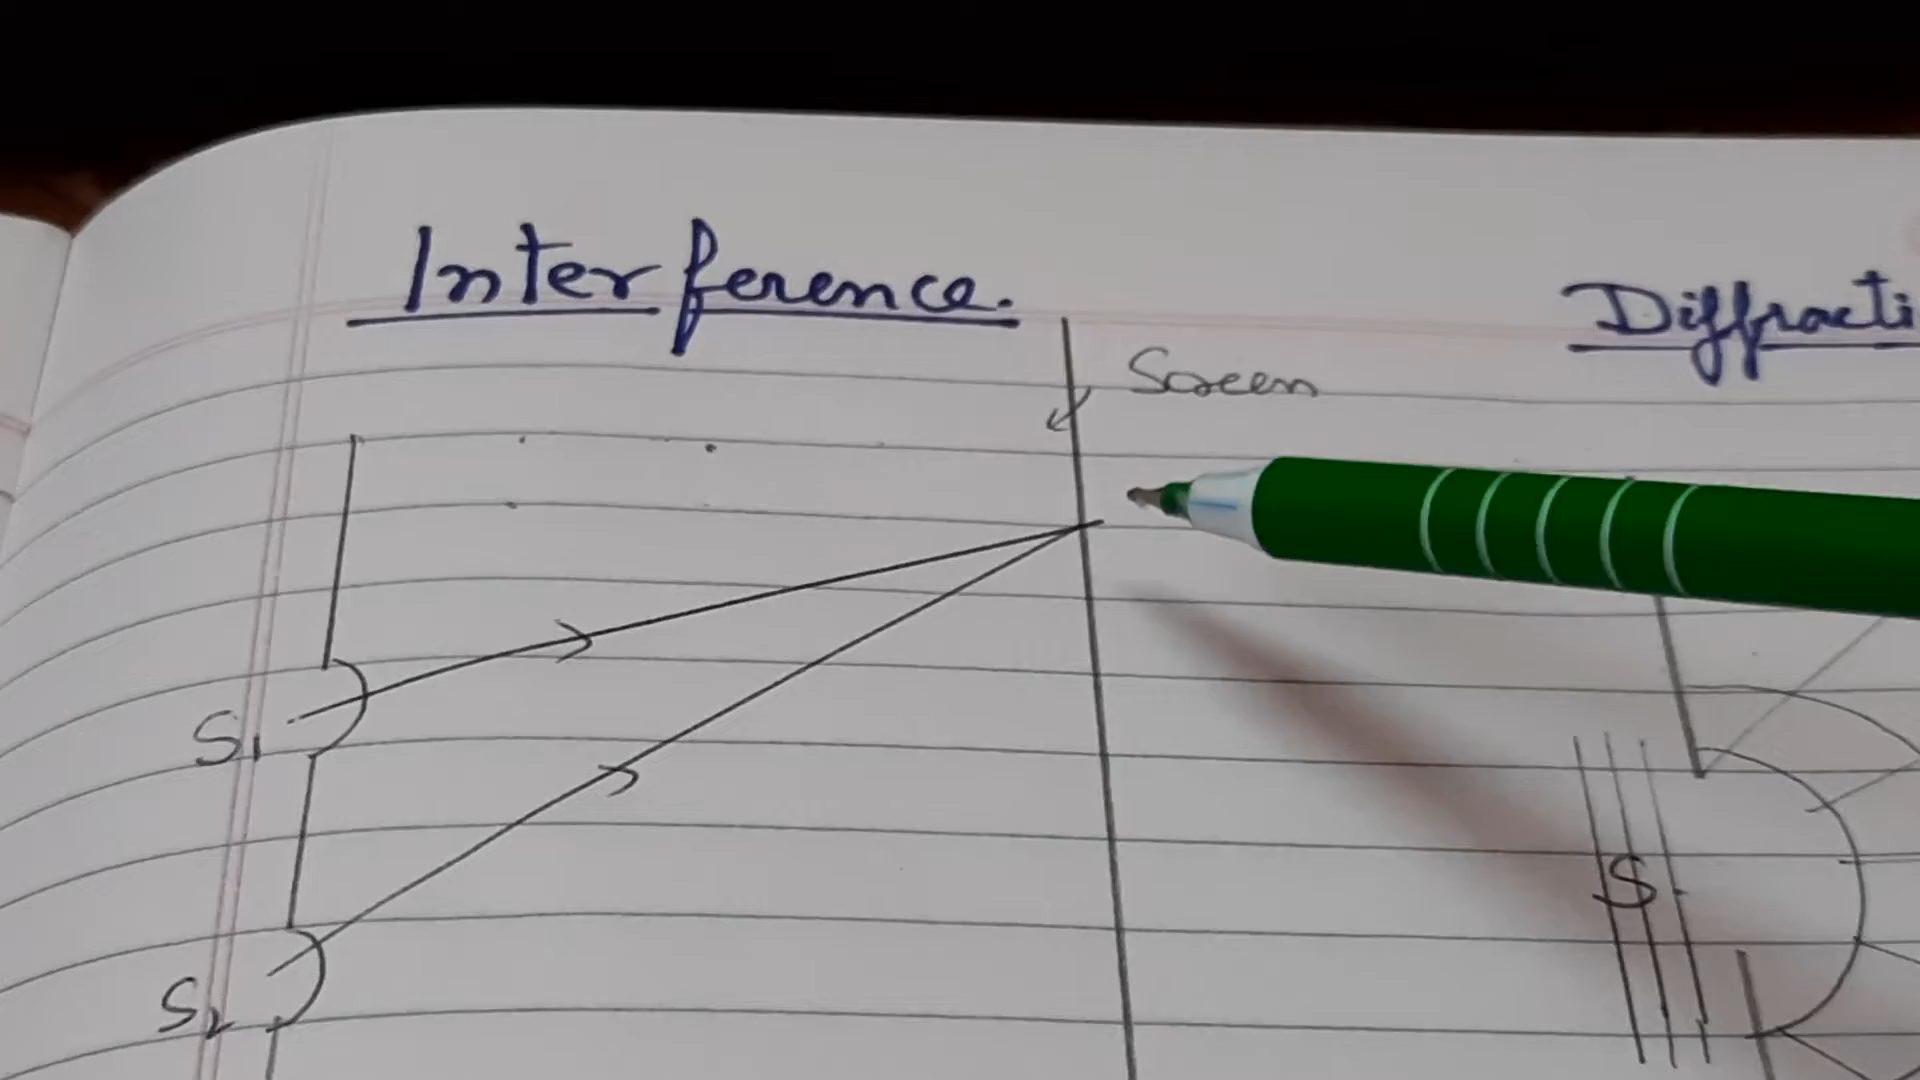 Interference.
Diffracti
Screen
S1
S
S2